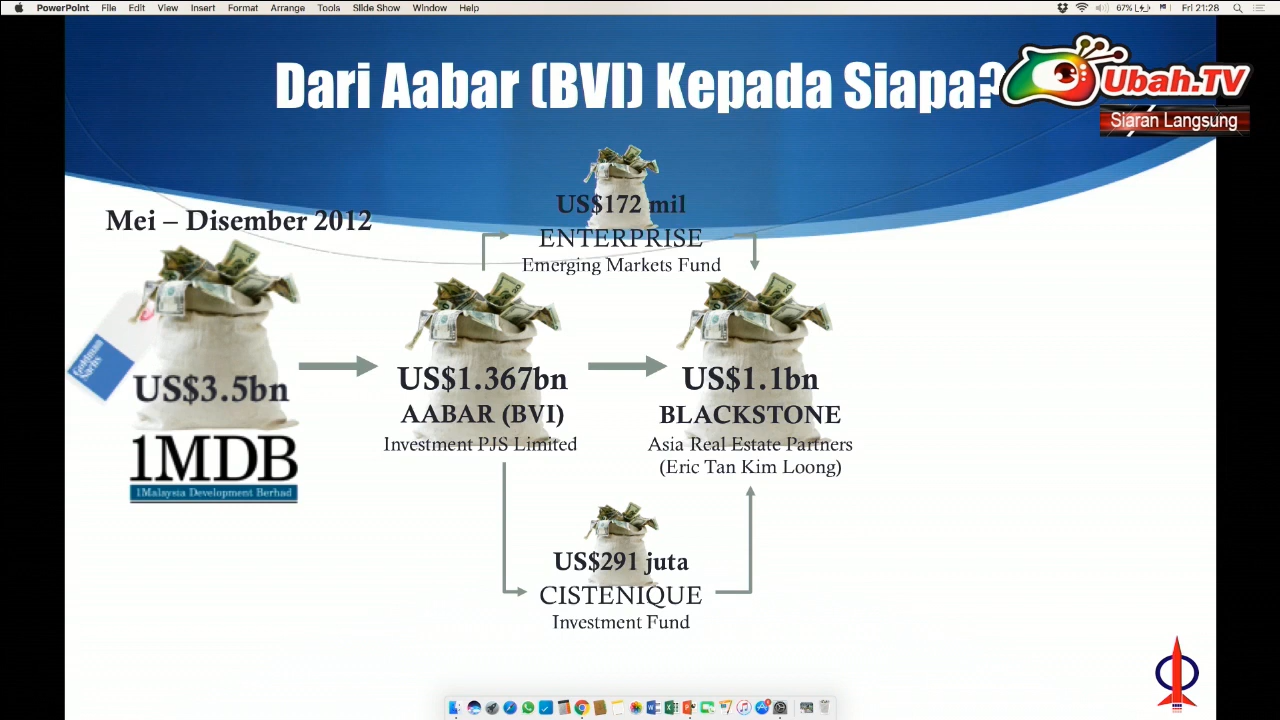 PowerPoint File Edit View Insert Format Arrange Tools Slide Show Window Help 67% Fri 21:28
Dari Aabar (BVI) Kepada Siapa?
Ubah.TV
Siaran Langsung
Mei – Disember 2012
US$172 mil
ENTERPRISE
Emerging Markets Fund
Goldman
Sachs
US$3.5bn
1MDB
1Malaysia Development Berhad
US$1.367bn
AABAR (BVI)
Investment PJS Limited
US$1.1bn
BLACKSTONE
Asia Real Estate Partners
(Eric Tan Kim Loong)
US$291 juta
CISTENIQUE
Investment Fund